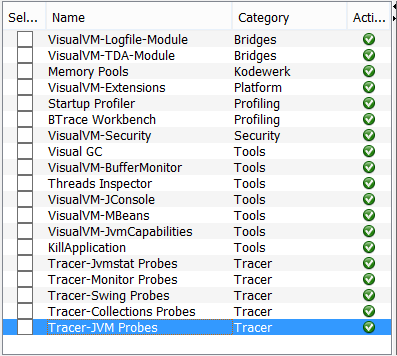 Sel... Name Category Acti...
VisualVM-Logfile-Module Bridges
VisualVM-TDA-Module Bridges
Memory Pools Kodewerk
VisualVM-Extensions Platform
Startup Profiler Profiling
BTrace Workbench Profiling
VisualVM-Security Security
Visual GC Tools
VisualVM-BufferMonitor Tools
Threads Inspector Tools
VisualVM-JConsole Tools
VisualVM-MBeans Tools
VisualVM-JvmCapabilities Tools
KillApplication Tools
Tracer-Jvmstat Probes Tracer
Tracer-Monitor Probes Tracer
Tracer-Swing Probes Tracer
Tracer-Collections Probes Tracer
Tracer-JVM Probes Tracer